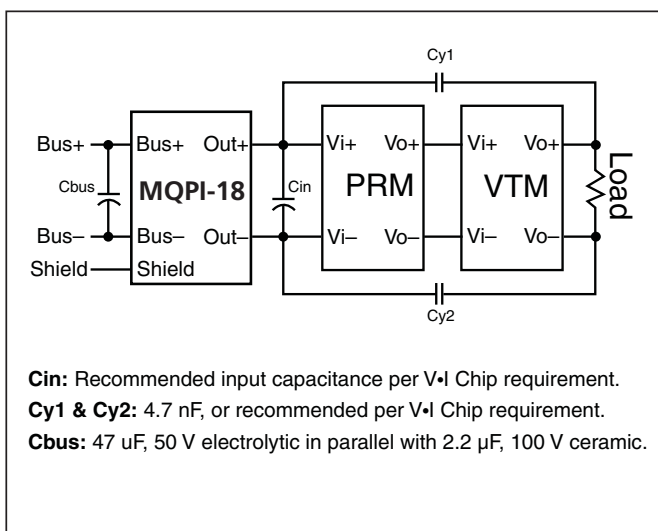 Cy1
Bus+ Bus+ Out+ Vi+ Vo+ Vi+ Vo+
Cbus MQPI-18 Cin PRM VTM Load
Bus– Bus– Out– Vi– Vo– Vi– Vo–
Shield Shield
Cy2
Cin: Recommended input capacitance per V•I Chip requirement.
Cy1 & Cy2: 4.7 nF, or recommended per V•I Chip requirement.
Cbus: 47 uF, 50 V electrolytic in parallel with 2.2 µF, 100 V ceramic.